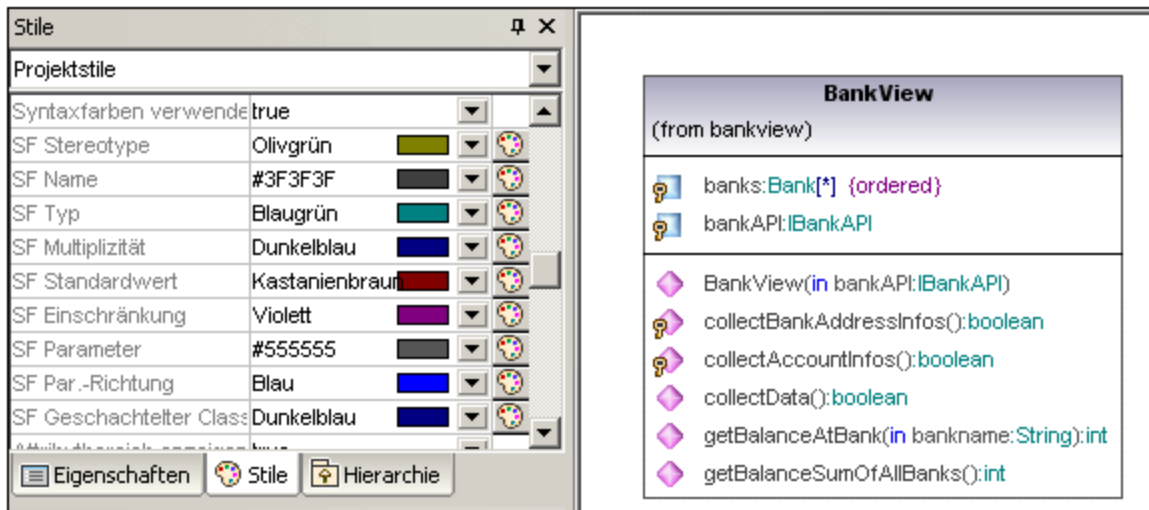 Stile
Projektstile
Syntaxfarben verwende true
SF Stereotype Olivgrün
SF Name #3F3F3F
SF Typ Blaugrün
SF Multiplizität Dunkelblau
SF Standardwert Kastanienbraun
SF Einschränkung Violett
SF Parameter #555555
SF Par.-Richtung Blau
SF Geschachtelter Class Dunkelblau
Eigenschaften Stile Hierarchie
BankView
(from bankview)
banks:Bank[*] {ordered}
bankAPI:IBankAPI
BankView(in bankAPI:IBankAPI)
collectBankAddressInfos():boolean
collectAccountInfos():boolean
collectData():boolean
getBalanceAtBank(in bankname:String):int
getBalanceSumOfAllBanks():int